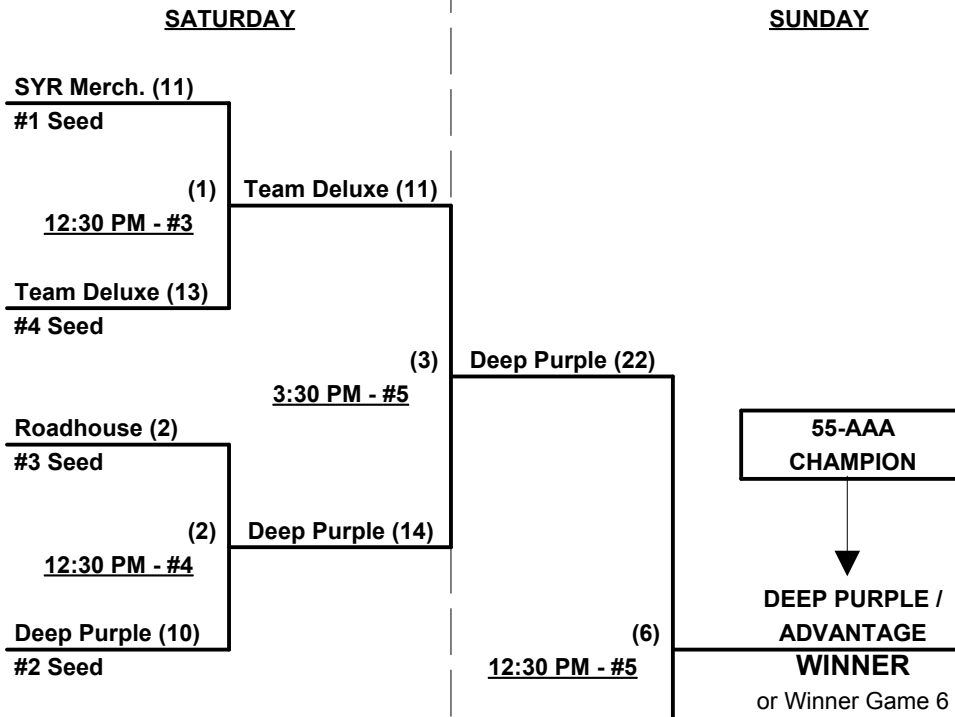 SATURDAY
SUNDAY
SYR Merch. (11)
#1 Seed
(1)
Team Deluxe (11)
12:30 PM - #3
Team Deluxe (13)
#4 Seed
(3)
Deep Purple (22)
3:30 PM - #5
Roadhouse (2)
#3 Seed
55-AAA
CHAMPION
(2)
Deep Purple (14)
12:30 PM - #4
Deep Purple (10)
#2 Seed
(6)
12:30 PM - #5
DEEP PURPLE /
ADVANTAGE
WINNER
or Winner Game 6